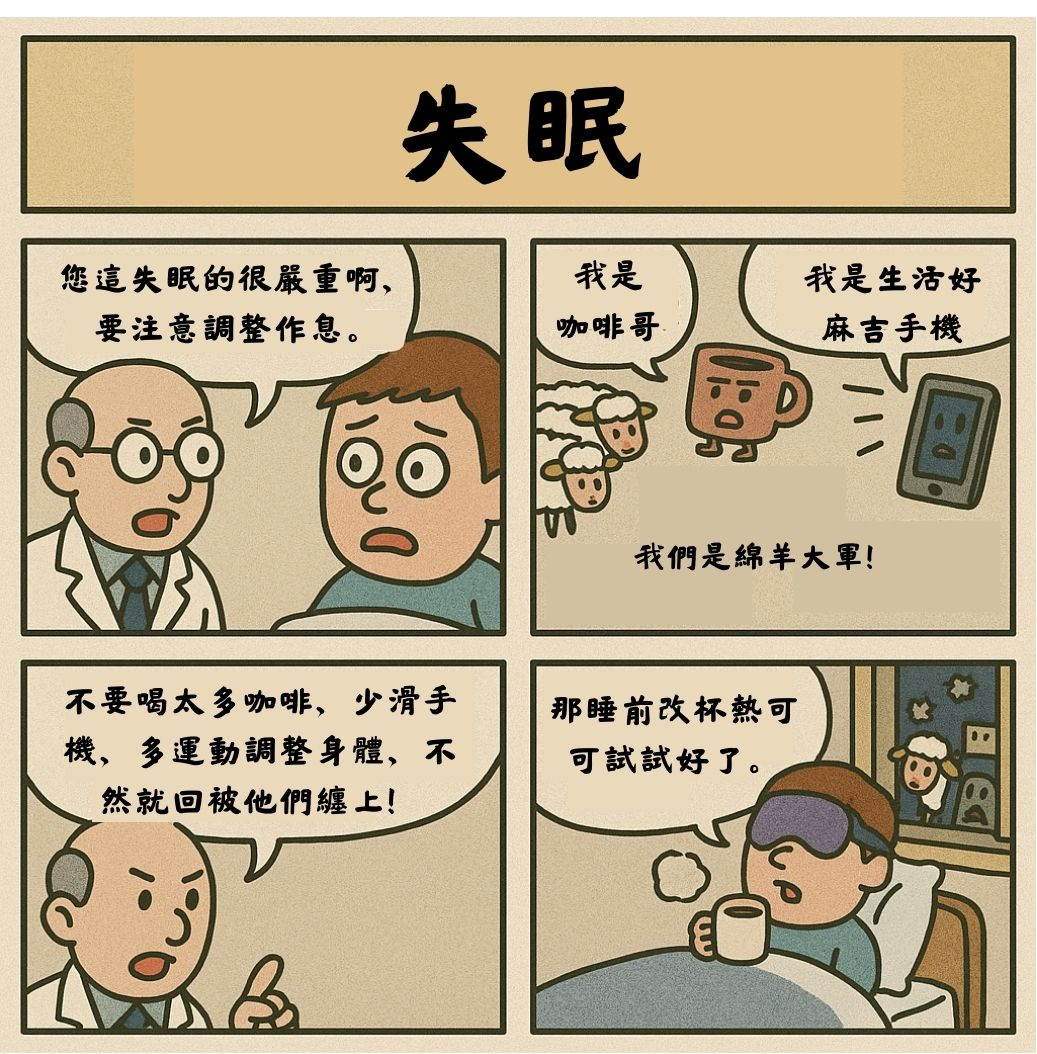 失眠
您這失眠的很嚴重啊、
要注意調整作息。
我是
咖啡哥
我是生活好
麻吉手機
我們是綿羊大軍!
不要喝太多咖啡、少滑手
機、多運動調整身體、不
然就回被他們纏上!
那睡前改杯熱可
可試試好了。